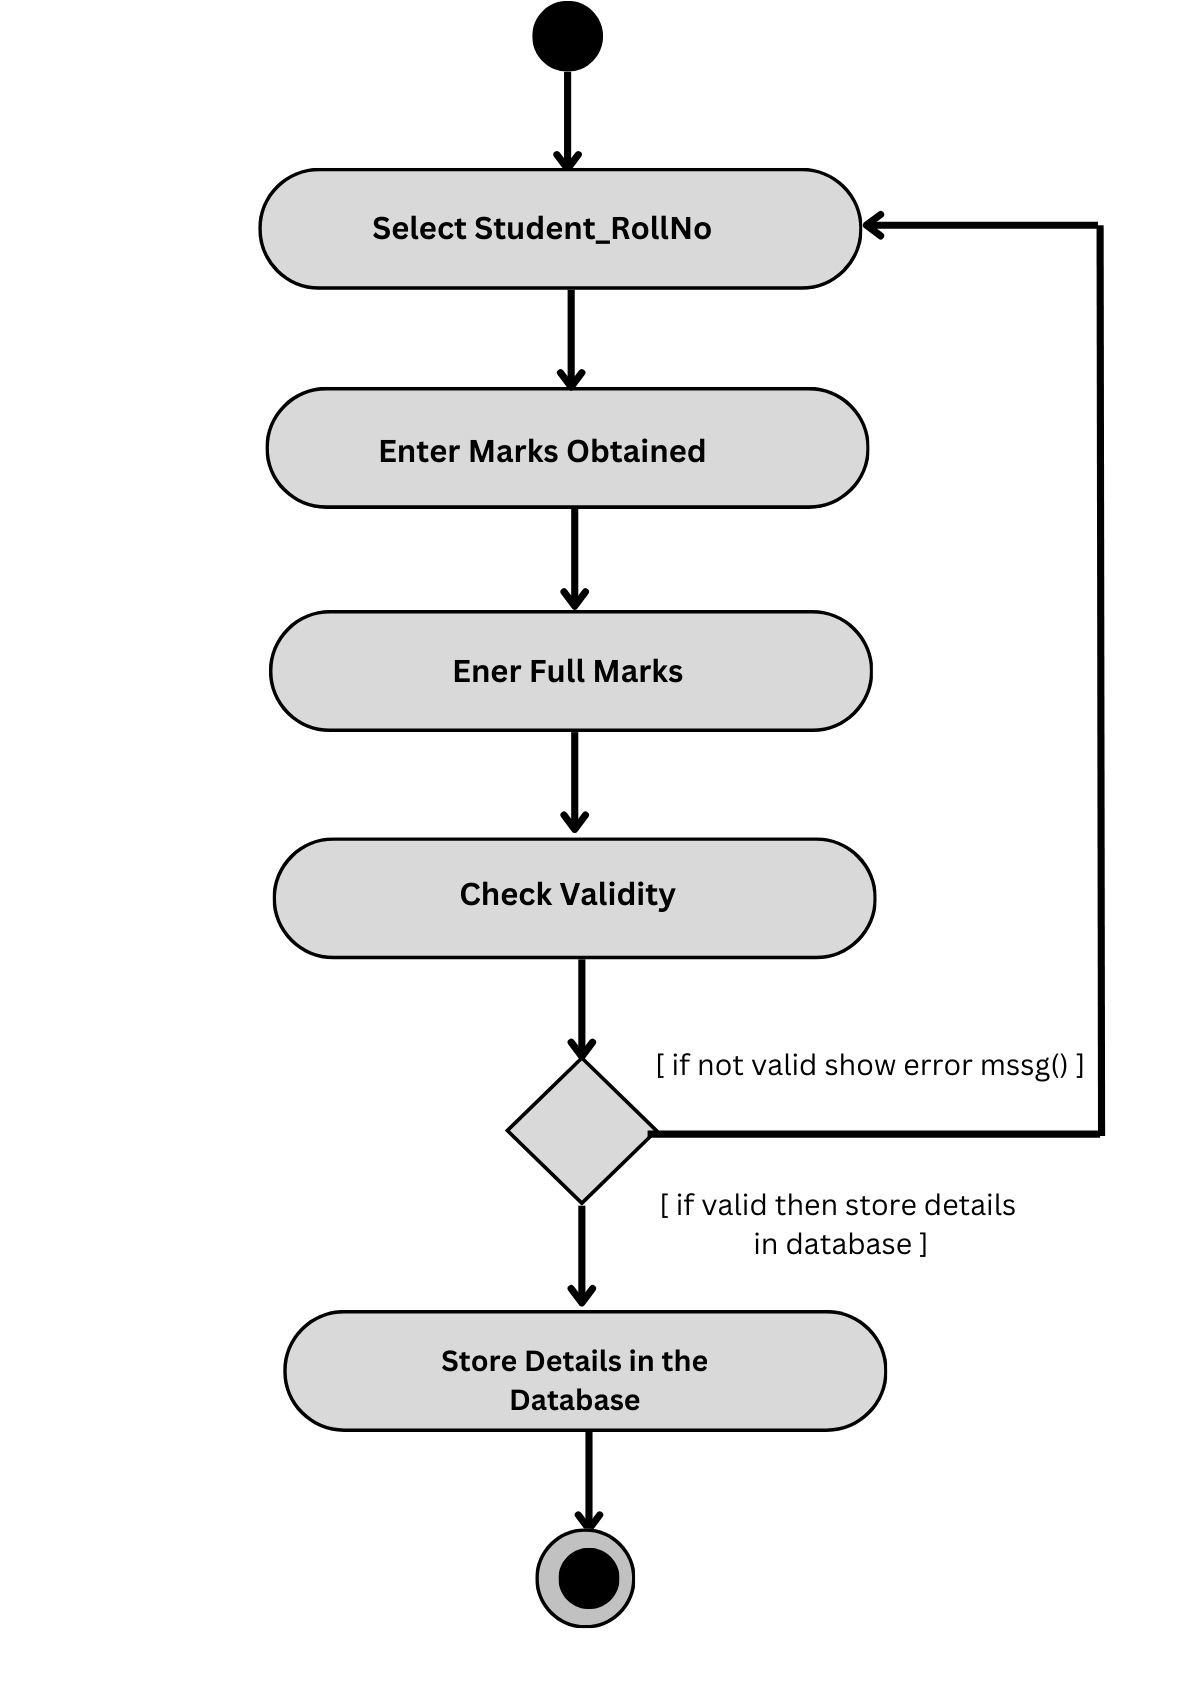 Select Student_RollNo
Enter Marks Obtained
Ener Full Marks
Check Validity
[ if not valid show error mssg() ]
[ if valid then store details
in database ]
Store Details in the
Database